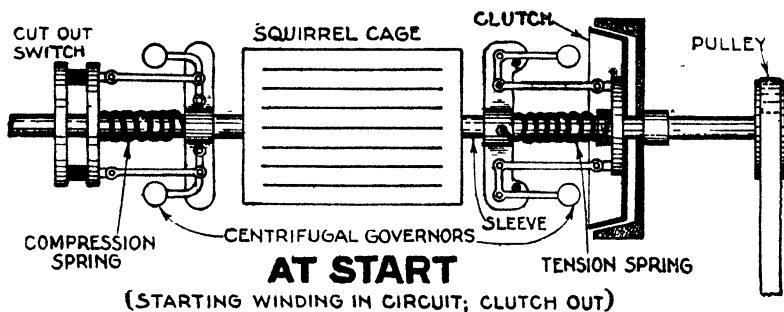 CUT OUT
SWITCH
SQUIRREL CAGE
CLUTCH
PULLEY
COMPRESSION
SPRING
CENTRIFUGAL GOVERNORS
SLEEVE
TENSION SPRING
AT START
(STARTING WINDING IN CIRCUIT; CLUTCH OUT)